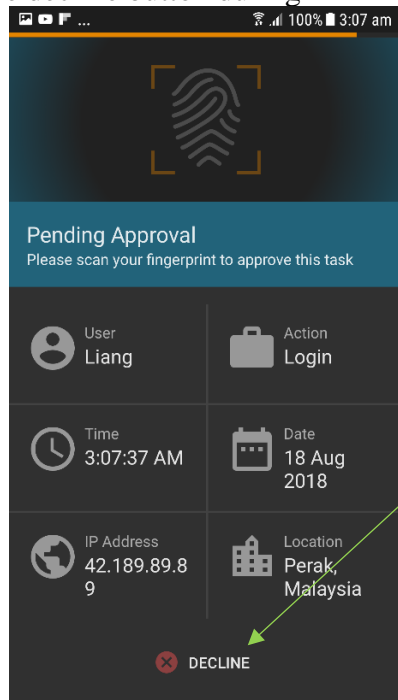 ... 100% 3:07 am
Pending Approval
Please scan your fingerprint to approve this task
User
Liang
Action
Login
Time
3:07:37 AM
Date
18 Aug
2018
IP Address
42.189.89.8
9
Location
Perak,
Malaysia
DECLINE